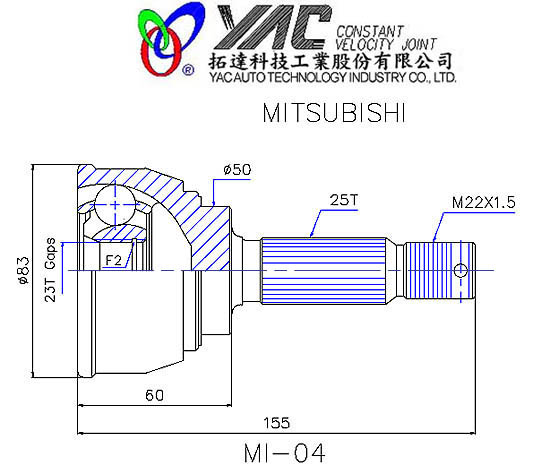 YAC CONSTANT
VELOCITY JOINT
®
拓達科技工業股份有限公司
YAC AUTO TECHNOLOGY INDUSTRY CO., LTD.
MITSUBISHI
ø50
25T
M22X1.5
ø83
23T Gaps
F2
60
155
MI-04